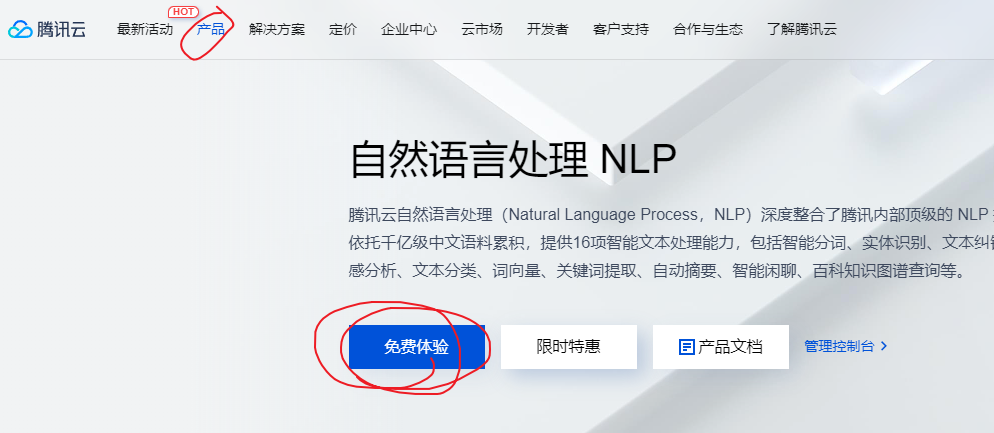 腾讯云 最新活动 HOT 产品 解决方案 定价 企业中心 云市场 开发者 客户支持 合作与生态 了解腾讯云
自然语言处理 NLP
腾讯云自然语言处理（Natural Language Process，NLP）深度整合了腾讯内部顶级的 NLP
依托千亿级中文语料累积，提供16项智能文本处理能力，包括智能分词、实体识别、文本纠
感分析、文本分类、词向量、关键词提取、自动摘要、智能闲聊、百科知识图谱查询等。
免费体验 限时特惠 产品文档 管理控制台